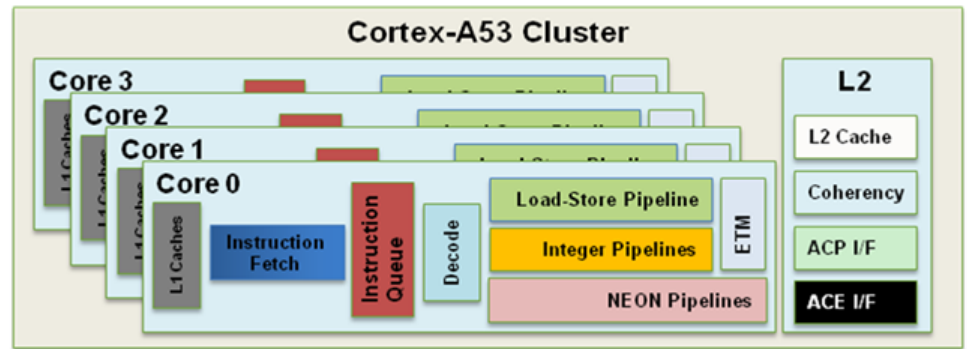 Cortex-A53 Cluster
Core 3
L1 Caches
Core 2
L1 Caches
Core 1
L1 Caches
Core 0
L1 Caches
Instruction
Fetch
Instruction
Queue
Decode
Load-Store Pipeline
Integer Pipelines
NEON Pipelines
ETM
L2
L2 Cache
Coherency
ACP I/F
ACE I/F